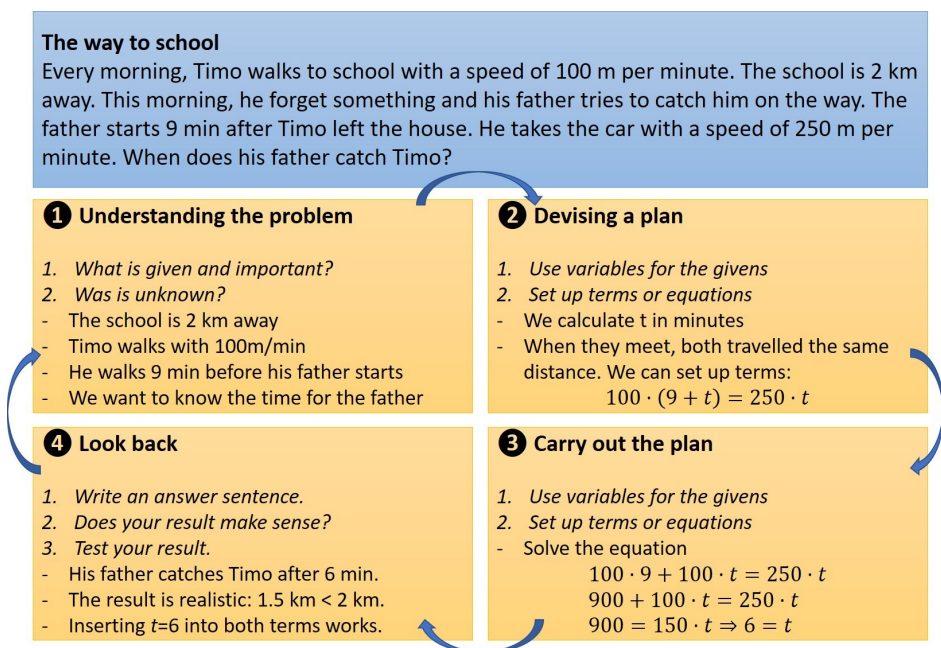 The way to school
Every morning, Timo walks to school with a speed of 100 m per minute. The school is 2 km
away. This morning, he forget something and his father tries to catch him on the way. The
father starts 9 min after Timo left the house. He takes the car with a speed of 250 m per
minute. When does his father catch Timo?
❶ Understanding the problem
1. What is given and important?
2. Was is unknown?
- The school is 2 km away
- Timo walks with 100m/min
- He walks 9 min before his father starts
- We want to know the time for the father
❷ Devising a plan
1. Use variables for the givens
2. Set up terms or equations
- We calculate t in minutes
- When they meet, both travelled the same
distance. We can set up terms:
100 · (9 + t) = 250 · t
❸ Carry out the plan
1. Use variables for the givens
2. Set up terms or equations
- Solve the equation
100 · 9 + 100 · t = 250 · t
900 + 100 · t = 250 · t
900 = 150 · t ⇒ 6 = t
❹ Look back
1. Write an answer sentence.
2. Does your result make sense?
3. Test your result.
- His father catches Timo after 6 min.
- The result is realistic: 1.5 km < 2 km.
- Inserting t=6 into both terms works.